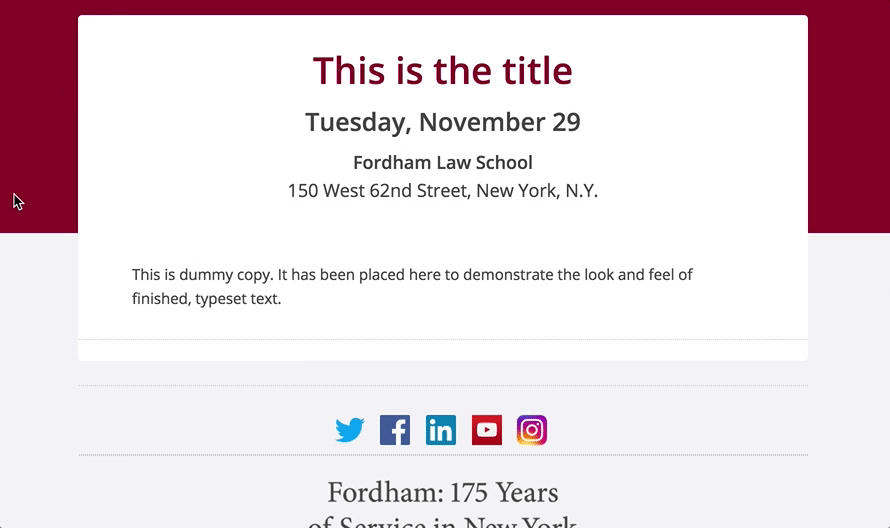 This is the title
Tuesday, November 29
Fordham Law School
150 West 62nd Street, New York, N.Y.
This is dummy copy. It has been placed here to demonstrate the look and feel of
finished, typeset text.
Fordham: 175 Years
of Service in New York